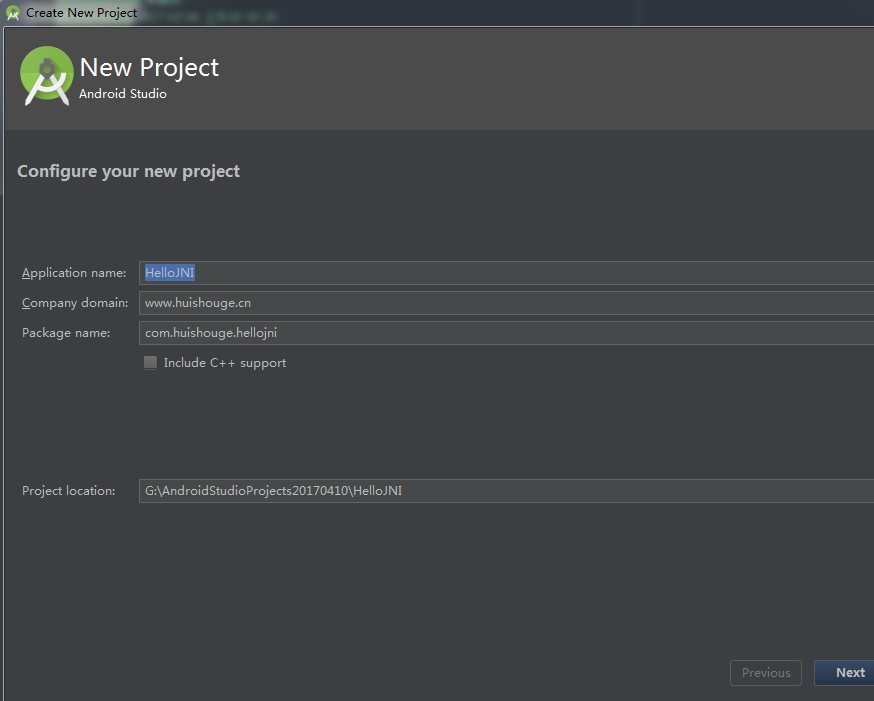 Create New Project
New Project
Android Studio
Configure your new project
Application name: HelloJNI
Company domain: www.huishouge.cn
Package name: com.huishouge.hellojni
Include C++ support
Project location: G:\AndroidStudioProjects20170410\HelloJNI
Previous Next